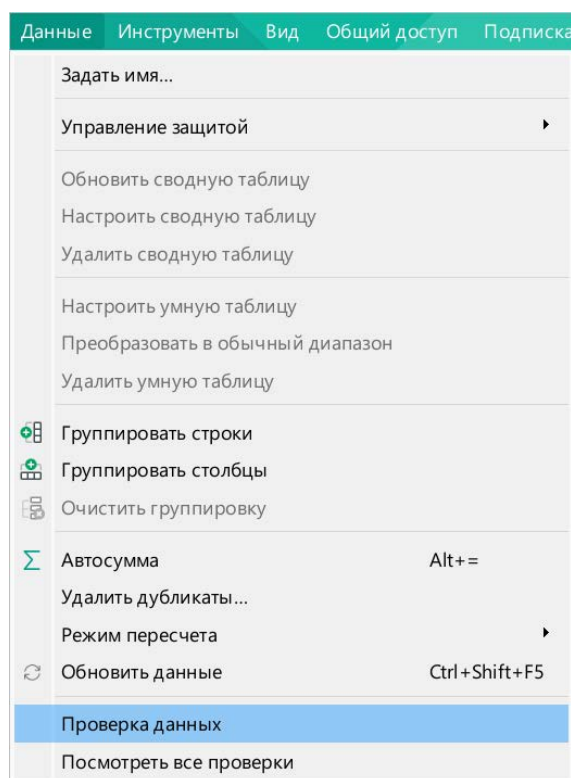 Данные Инструменты Вид Общий доступ Подписка
Задать имя...
Управление защитой
Обновить сводную таблицу
Настроить сводную таблицу
Удалить сводную таблицу
Настроить умную таблицу
Преобразовать в обычный диапазон
Удалить умную таблицу
Группировать строки
Группировать столбцы
Очистить группировку
Автосумма Alt+=
Удалить дубликаты...
Режим пересчета
Обновить данные Ctrl+Shift+F5
Проверка данных
Посмотреть все проверки